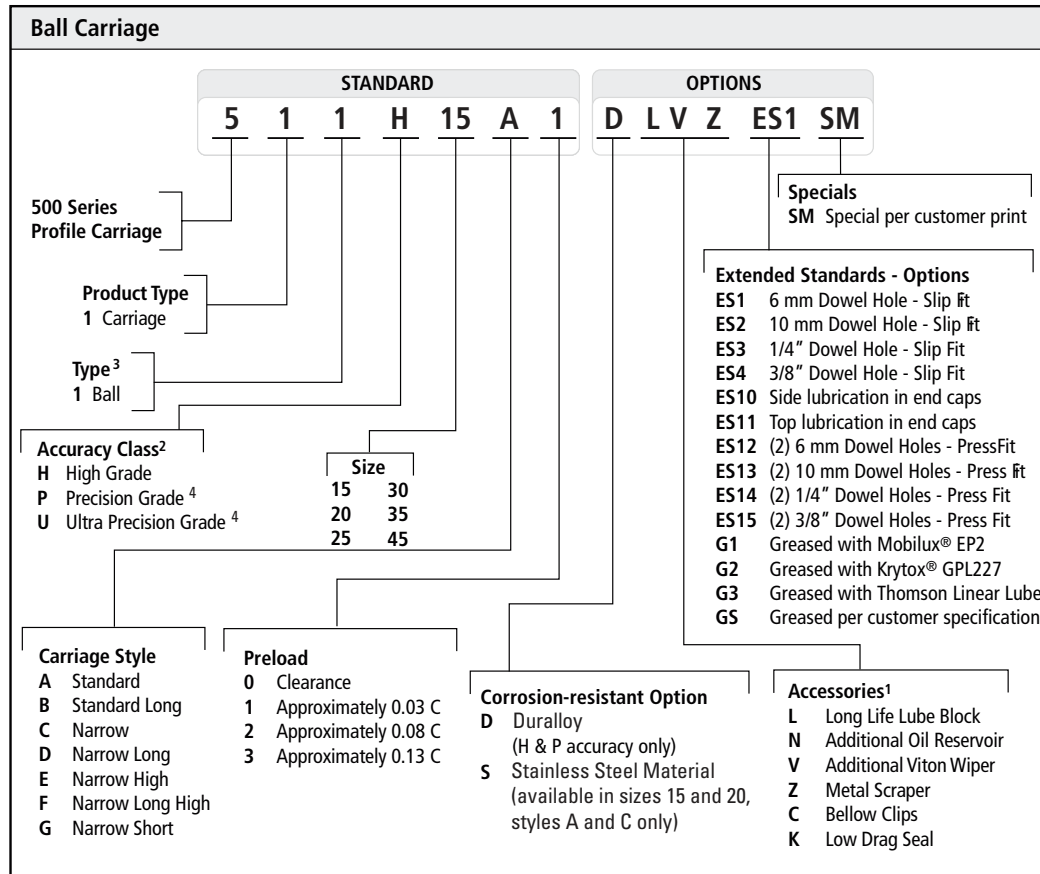 Ball Carriage
STANDARD
OPTIONS
5 1 1 H 15 A 1 D L V Z ES1 SM
500 Series
Profile Carriage
Product Type
1 Carriage
Type 3
1 Ball
Accuracy Class2
H High Grade
P Precision Grade 4
U Ultra Precision Grade 4
Size
15 30
20 35
25 45
Carriage Style
A Standard
B Standard Long
C Narrow
D Narrow Long
E Narrow High
F Narrow Long High
G Narrow Short
Preload
0 Clearance
1 Approximately 0.03 C
2 Approximately 0.08 C
3 Approximately 0.13 C
Corrosion-resistant Option
D Duralloy
(H & P accuracy only)
S Stainless Steel Material
(available in sizes 15 and 20,
styles A and C only)
Specials
SM Special per customer print
Extended Standards - Options
ES1 6 mm Dowel Hole - Slip Fit
ES2 10 mm Dowel Hole - Slip Fit
ES3 1/4" Dowel Hole - Slip Fit
ES4 3/8" Dowel Hole - Slip Fit
ES10 Side lubrication in end caps
ES11 Top lubrication in end caps
ES12 (2) 6 mm Dowel Holes - PressFit
ES13 (2) 10 mm Dowel Holes - Press Fit
ES14 (2) 1/4" Dowel Holes - Press Fit
ES15 (2) 3/8" Dowel Holes - Press Fit
G1 Greased with Mobilux® EP2
G2 Greased with Krytox® GPL227
G3 Greased with Thomson Linear Lube
GS Greased per customer specification
Accessories1
L Long Life Lube Block
N Additional Oil Reservoir
V Additional Viton Wiper
Z Metal Scraper
C Bellow Clips
K Low Drag Seal